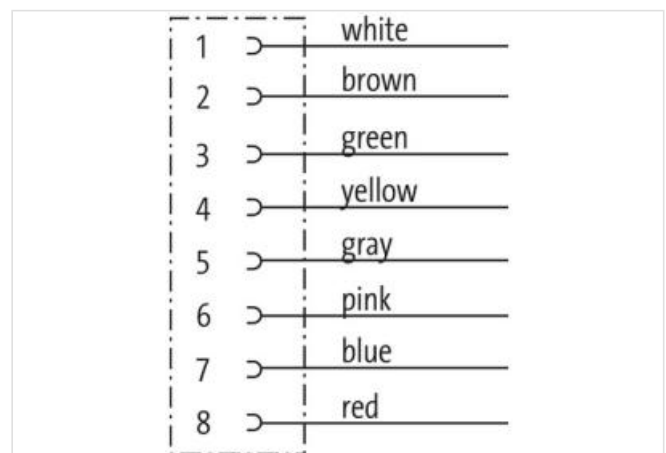 1 white
2 brown
3 green
4 yellow
5 gray
6 pink
7 blue
8 red